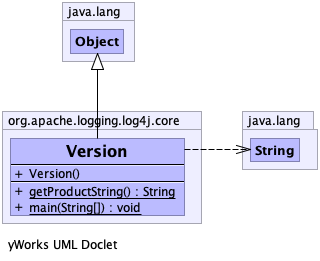 java.lang
Object
org.apache.logging.log4j.core
java.lang
Version
String
+ Version()
+ getProductString() : String
+ main(String[]) : void
yWorks UML Doclet